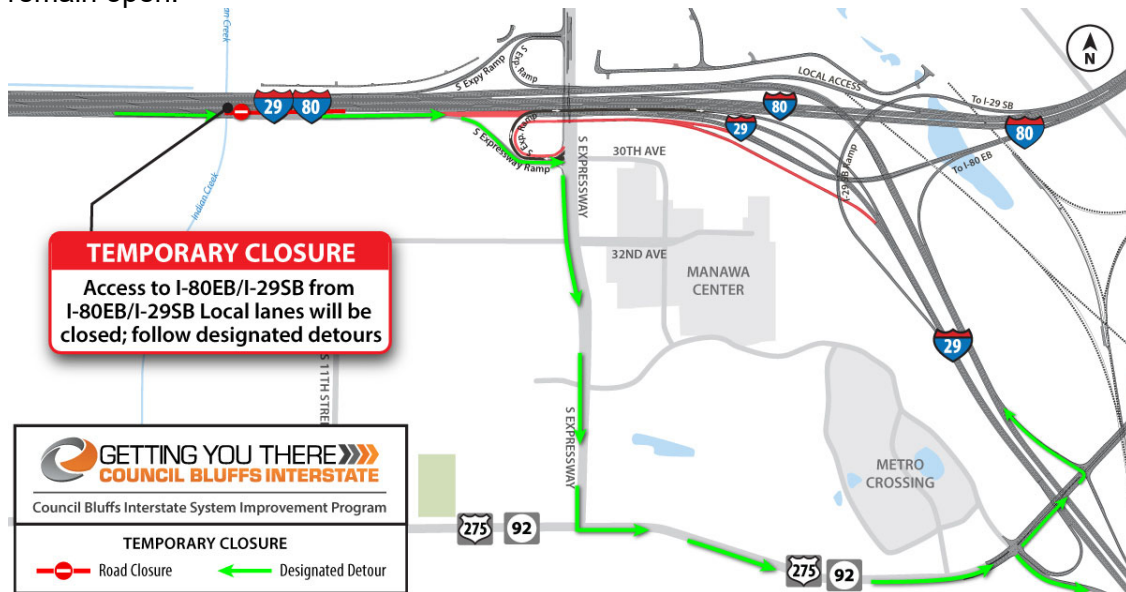 remain open.
Indian Creek
29
80
S Expy Ramp
S Exp. Ramp
LOCAL ACCESS
To I-29 SB
N
80
29
80
To I-80 EB
I-29 SB Ramp
S Exp. Ramp
S Expressway Ramp
30TH AVE
S EXPRESSWAY
Indian Creek
32ND AVE
MANAWA
CENTER
TEMPORARY CLOSURE
Access to I-80EB/I-29SB from
I-80EB/I-29SB Local lanes will be
closed; follow designated detours
29
S 11TH STREE
S EXPRESSWAY
METRO
CROSSING
GETTING YOU THERE
COUNCIL BLUFFS INTERSTATE
Council Bluffs Interstate System Improvement Program
275
92
TEMPORARY CLOSURE
Road Closure
Designated Detour
275
92